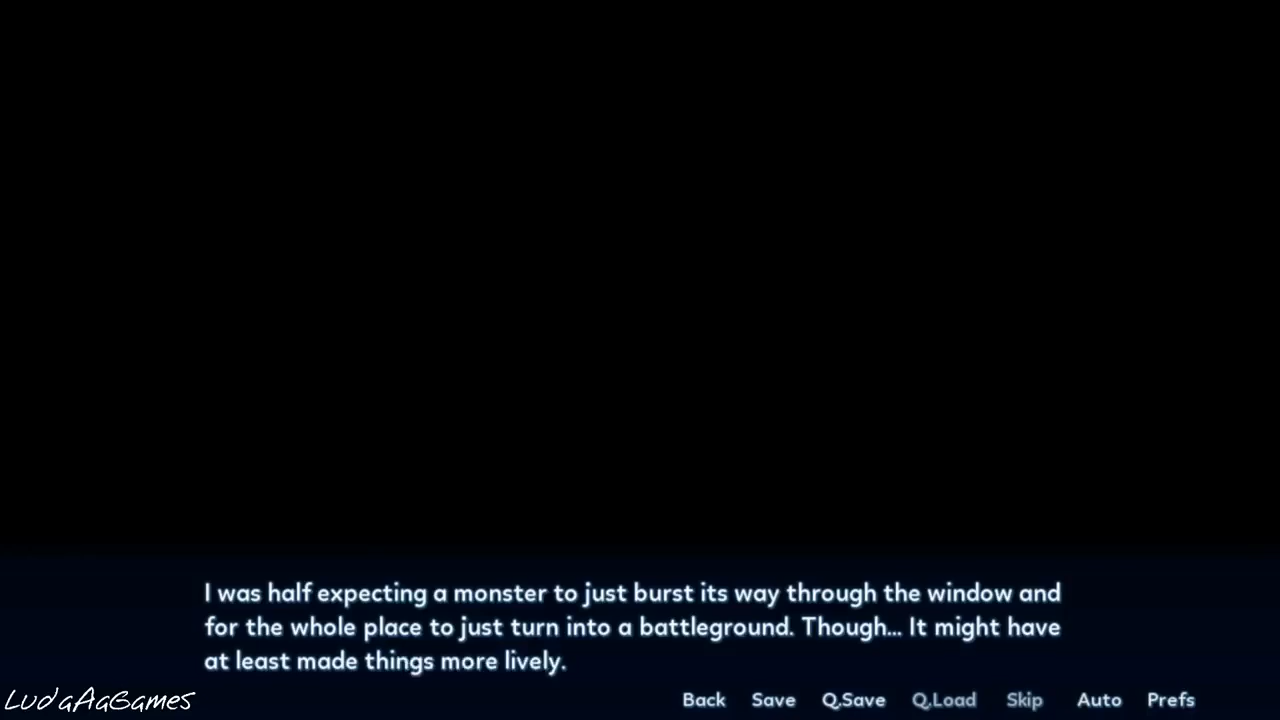 I was half expecting a monster to just burst its way through the window and
for the whole place to just turn into a battleground. Though... It might have
at least made things more lively.
LudaAaGames
Back Save Q.Save Q.Load Skip Auto Prefs